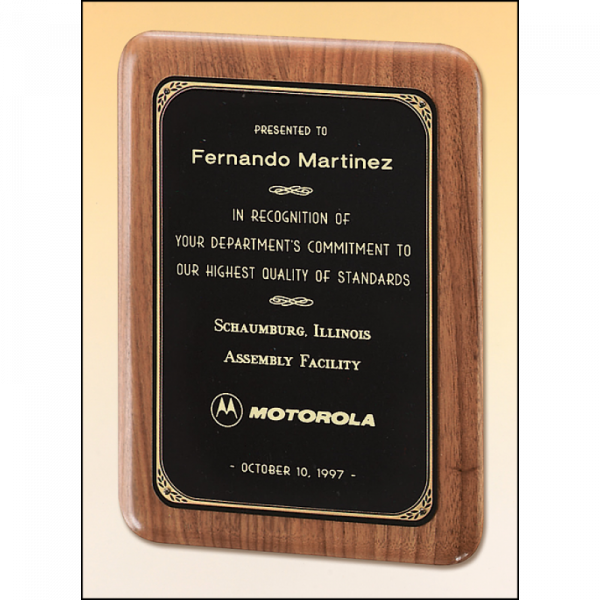 PRESENTED TO
Fernando Martinez
IN RECOGNITION OF
YOUR DEPARTMENT'S COMMITMENT TO
OUR HIGHEST QUALITY OF STANDARDS
SCHAUMBURG, ILLINOIS
ASSEMBLY FACILITY
MOTOROLA
- OCTOBER 10, 1997 -